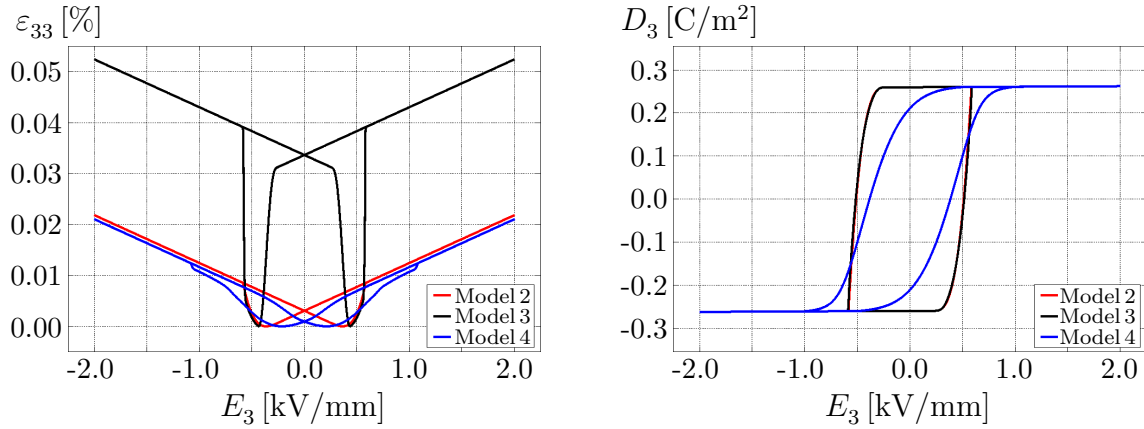 ε₃₃ [%]
0.05
0.04
0.03
0.02
0.01
0.00
-2.0 -1.0 0.0 1.0 2.0
E₃ [kV/mm]
Model 2
Model 3
Model 4
D₃ [C/m²]
0.3
0.2
0.1
0.0
-0.1
-0.2
-0.3
-2.0 -1.0 0.0 1.0 2.0
E₃ [kV/mm]
Model 2
Model 3
Model 4